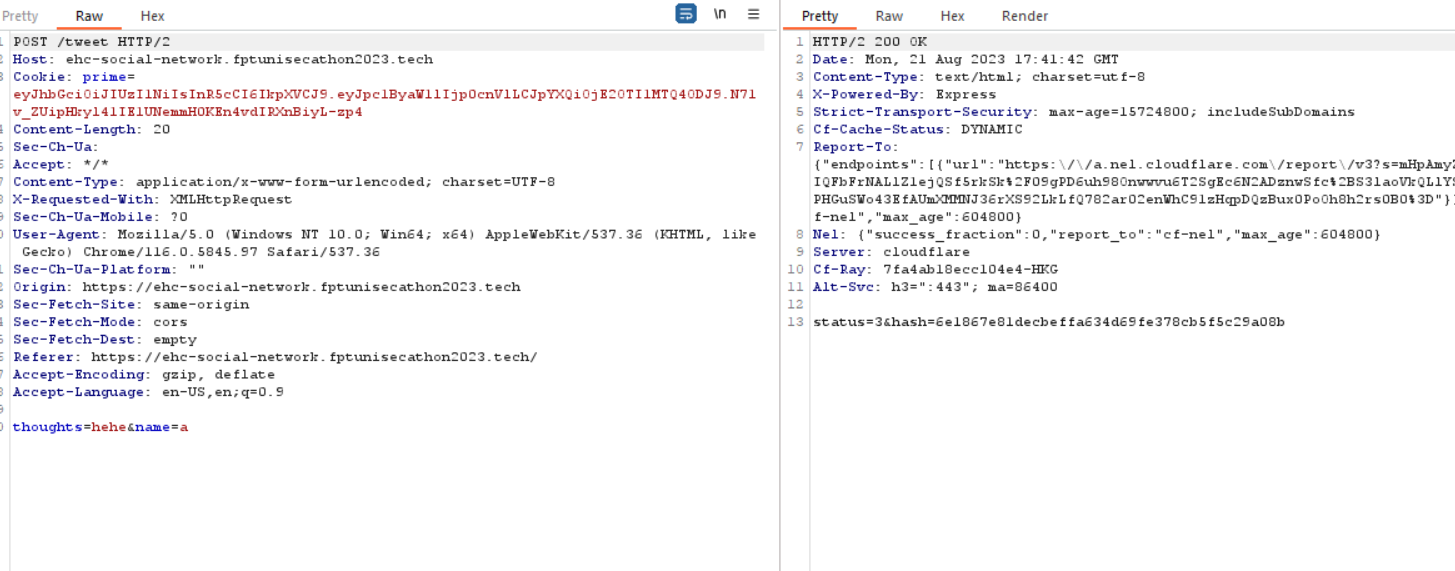 Pretty Raw Hex \n
POST /tweet HTTP/2
Host: ehc-social-network.fptunisecathon2023.tech
Cookie: prime=
eyJhbGciOiJIUzI1NiIsInR5cCI6IkpXVCJ9.eyJpc1ByaW1lIjp0cnVlLCJpYXQiOjE2OTI1MTQ4ODJ9.N71
v_ZUipHkyl41IE1UNemmHOKEn4vdIRXnBiyL-zp4
Content-Length: 20
Sec-Ch-Ua:
Accept: */*
Content-Type: application/x-www-form-urlencoded; charset=UTF-8
X-Requested-With: XMLHttpRequest
Sec-Ch-Ua-Mobile: ?0
User-Agent: Mozilla/5.0 (Windows NT 10.0; Win64; x64) AppleWebKit/537.36 (KHTML, like
Gecko) Chrome/116.0.5845.97 Safari/537.36
Sec-Ch-Ua-Platform: ""
Origin: https://ehc-social-network.fptunisecathon2023.tech
Sec-Fetch-Site: same-origin
Sec-Fetch-Mode: cors
Sec-Fetch-Dest: empty
Referer: https://ehc-social-network.fptunisecathon2023.tech/
Accept-Encoding: gzip, deflate
Accept-Language: en-US,en;q=0.9
thoughts=hehe&name=a
Pretty Raw Hex Render
1 HTTP/2 200 OK
2 Date: Mon, 21 Aug 2023 17:41:42 GMT
3 Content-Type: text/html; charset=utf-8
4 X-Powered-By: Express
5 Strict-Transport-Security: max-age=15724800; includeSubDomains
6 Cf-Cache-Status: DYNAMIC
7 Report-To:
{"endpoints":[{"url":"https:\/\/a.nel.cloudflare.com\/report\/v3?s=mHpAmy
IQFbFrNAL1Z1ejQSf5rkSk%2F09gPD6uh980nwwvu6T2SgEc6N2ADznwSfc%2BS31aoVkQL1Y
PHGuSWo43EfAUmXMMNJ36rXS92LkLfQ782ar02enWhC91zHqpDQzBux0Po0h8h2rs0B0%3D"}
f-nel","max_age":604800}
8 Nel: {"success_fraction":0,"report_to":"cf-nel","max_age":604800}
9 Server: cloudflare
10 Cf-Ray: 7fa4ab18ecc104e4-HKG
11 Alt-Svc: h3=":443"; ma=86400
12
13 status=3&hash=6e1867e81decbeffa634d69fe378cb5f5c29a08b